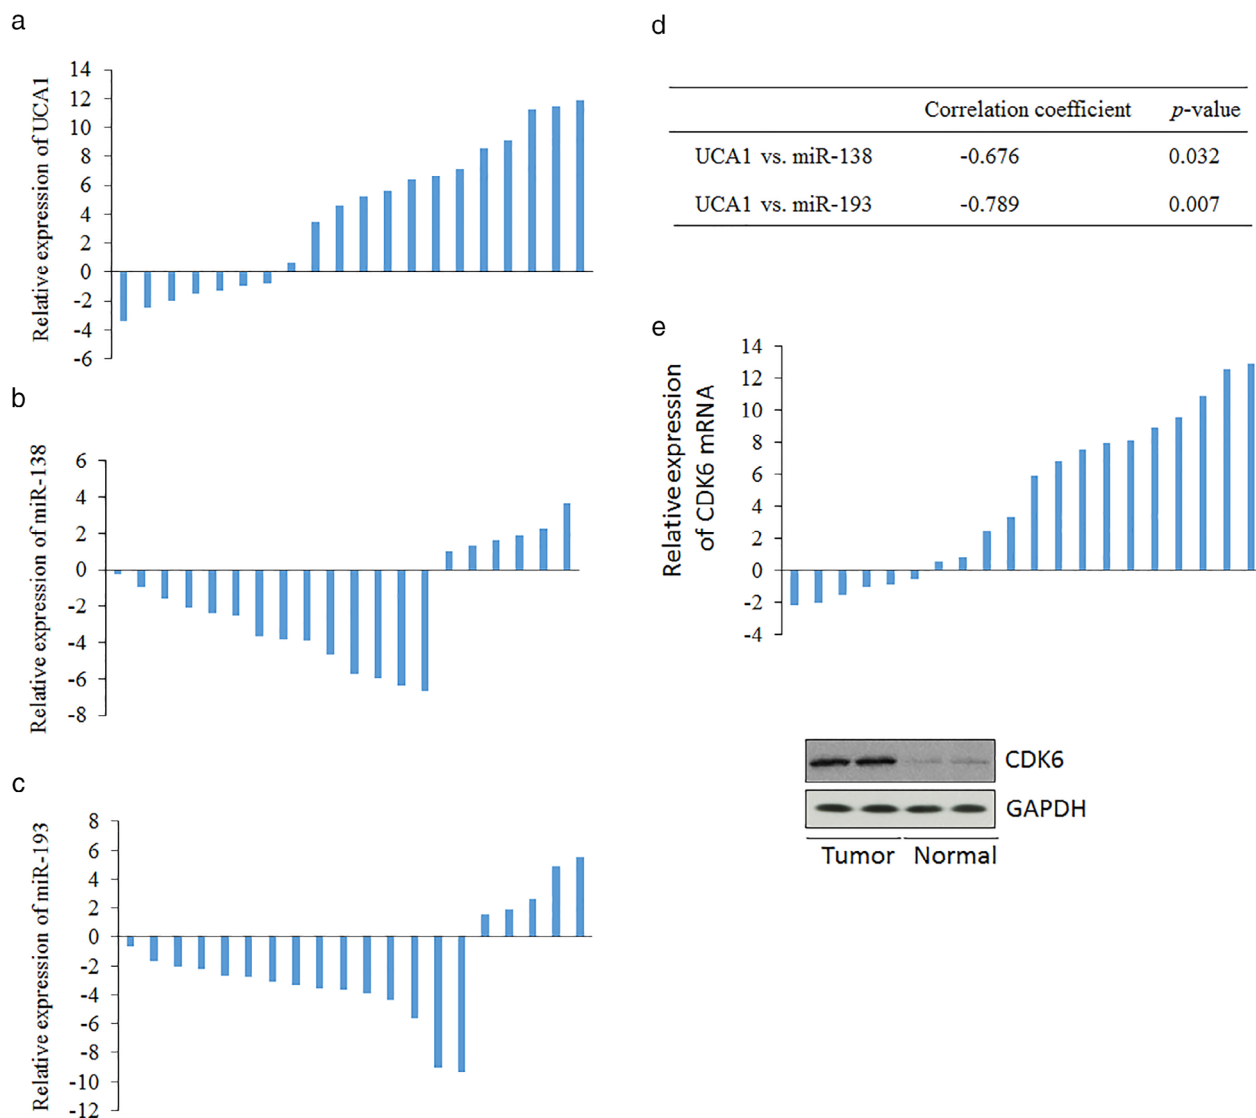 a
Relative expression of UCA1
14
12
10
8
6
4
2
0
-2
-4
-6
b
Relative expression of miR-138
6
4
2
0
-2
-4
-6
-8
c
Relative expression of miR-193
8
6
4
2
0
-2
-4
-6
-8
-10
-12
d
Correlation coefficient p-value
UCA1 vs. miR-138 -0.676 0.032
UCA1 vs. miR-193 -0.789 0.007
e
Relative expression
of CDK6 mRNA
14
12
10
8
6
4
2
0
-2
-4
CDK6
GAPDH
Tumor Normal